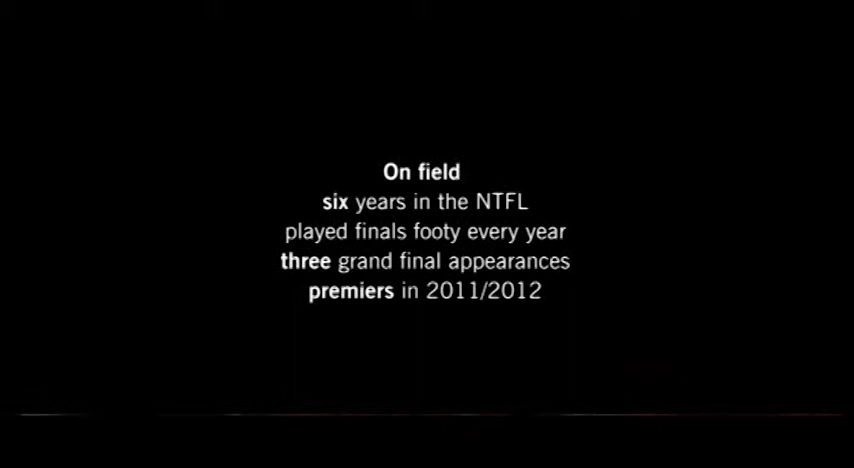 On field
six years in the NTFL
played finals footy every year
three grand final appearances
premiers in 2011/2012